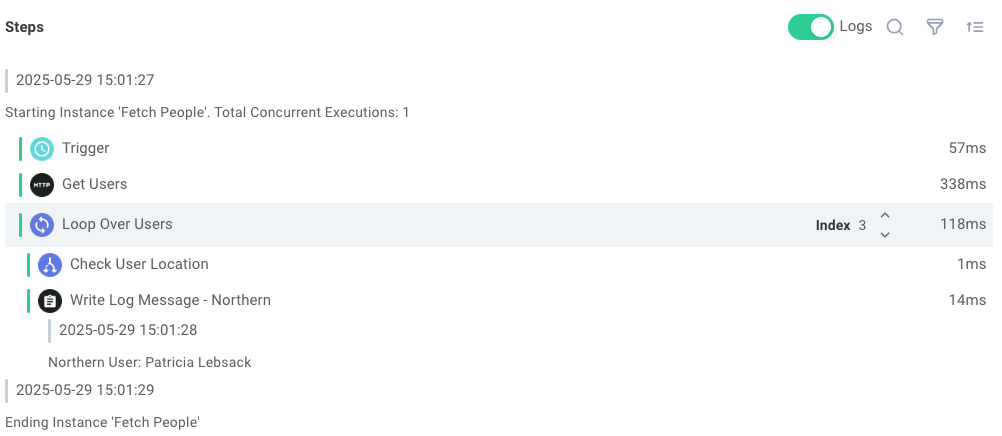 Steps
Logs
2025-05-29 15:01:27
Starting Instance 'Fetch People'. Total Concurrent Executions: 1
Trigger 57ms
HTTP Get Users 338ms
Loop Over Users Index 3 118ms
Check User Location 1ms
Write Log Message - Northern 14ms
2025-05-29 15:01:28
Northern User: Patricia Lebsack
2025-05-29 15:01:29
Ending Instance 'Fetch People'